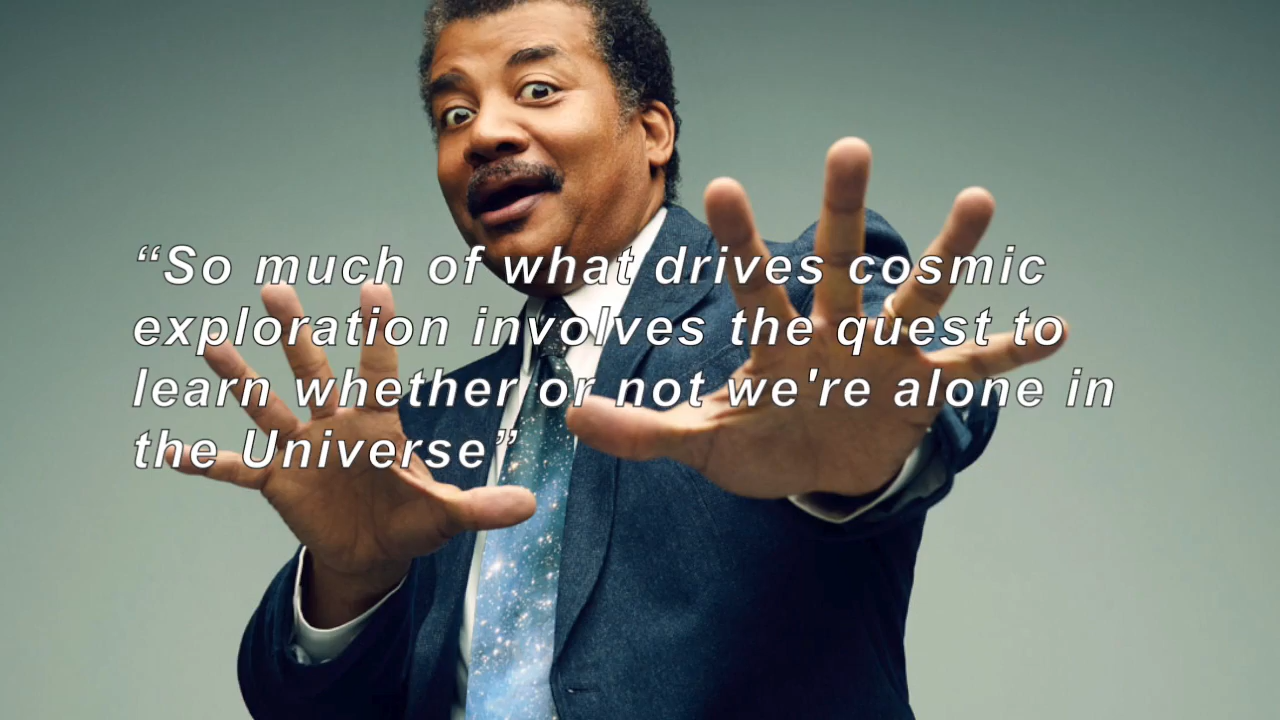 “So much of what drives cosmic
exploration involves the quest to
learn whether or not we're alone in
the Universe”